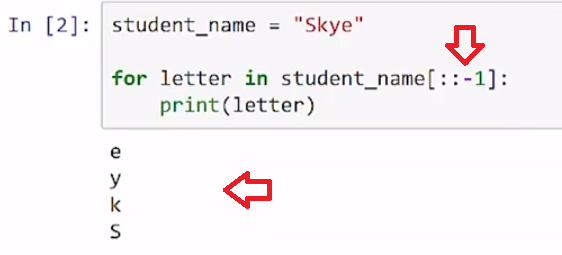 In [2]: student_name = "Skye"
for letter in student_name[::-1]:
    print(letter)
e
y
k
S